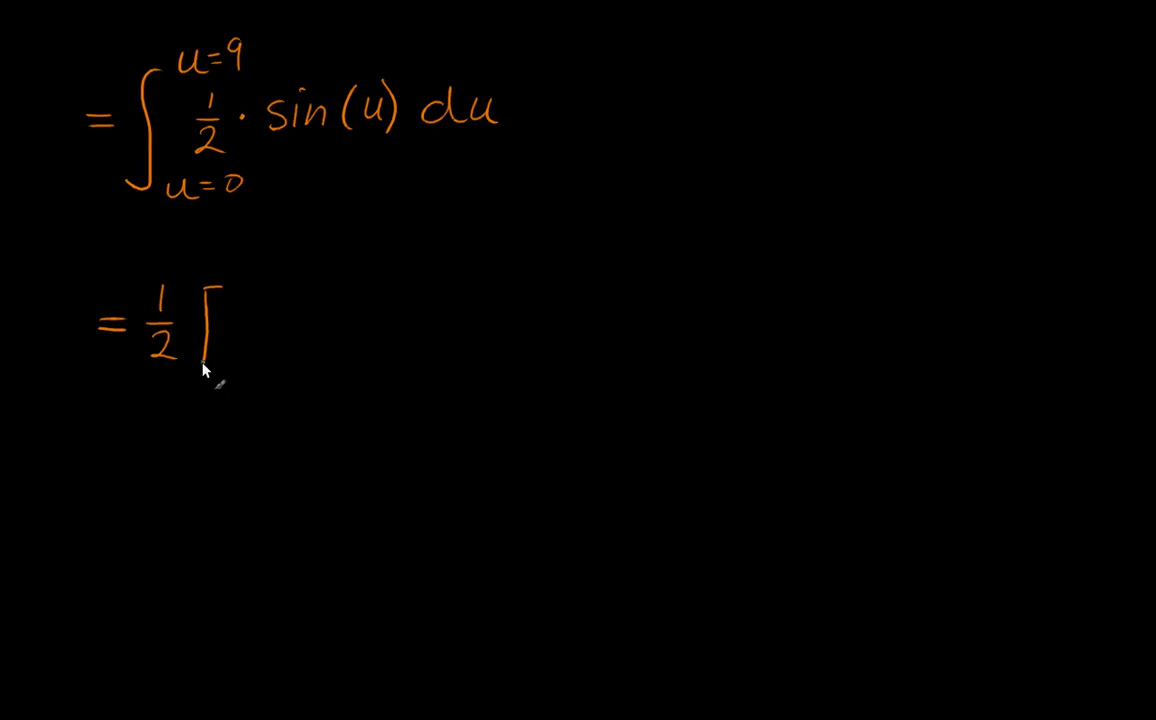 = ∫_{u=0}^{u=9} 1/2 · sin(u) du
= 1/2 [